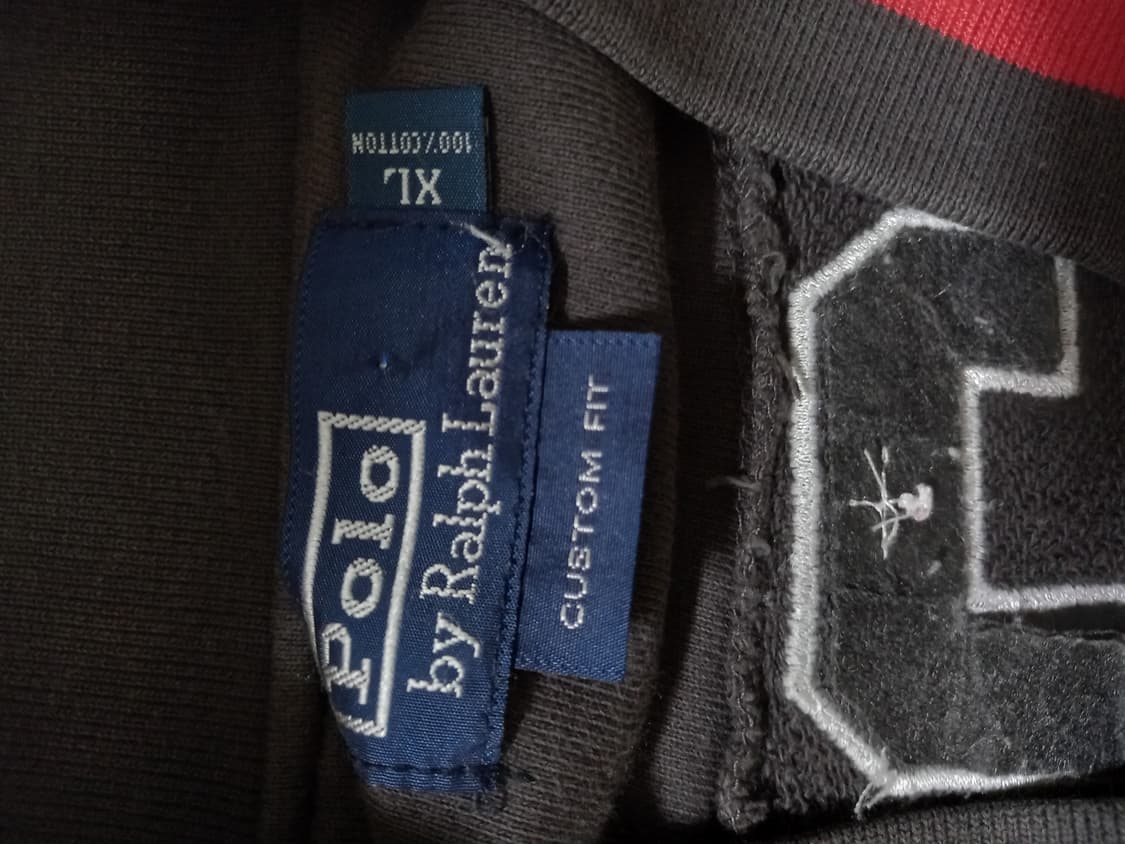 Polo
by Ralph Lauren
CUSTOM FIT
XL
100% COTTON